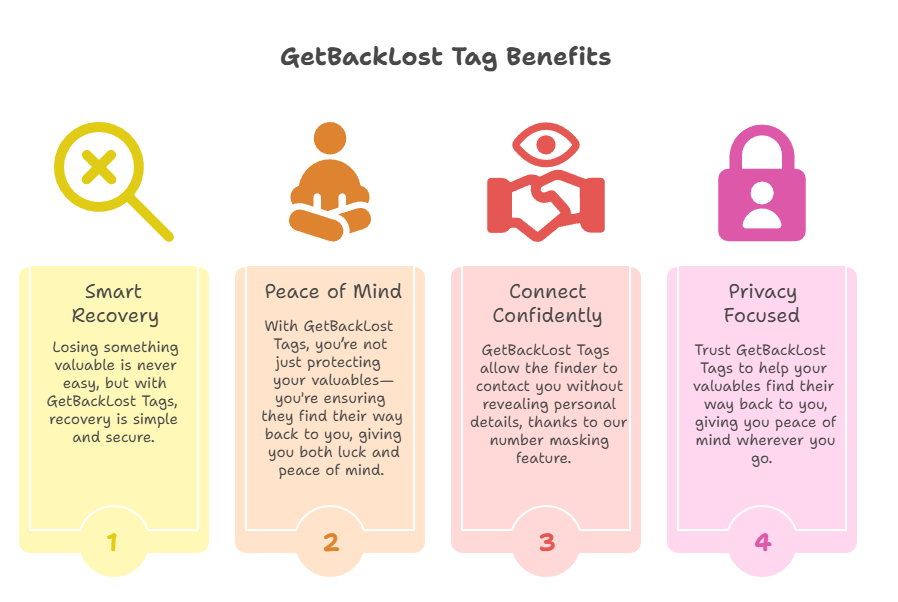 GetBackLost Tag Benefits
Smart
Recovery
Losing something
valuable is never
easy, but with
GetBackLost Tags,
recovery is simple
and secure.
1
Peace of Mind
With GetBackLost
Tags, you're not
just protecting
your valuables—
you're ensuring
they find their way
back to you, giving
you both luck and
peace of mind.
2
Connect
Confidently
GetBackLost Tags
allow the finder to
contact you without
revealing personal
details, thanks to our
number masking
feature.
3
Privacy
Focused
Trust GetBackLost
Tags to help your
valuables find their
way back to you,
giving you peace of
mind wherever you
go.
4